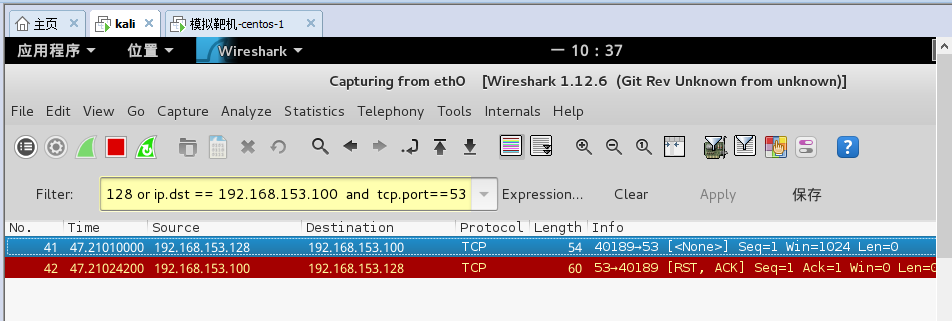 主页 kali 模拟靶机-centos-1
应用程序 位置 Wireshark 一 10：37
Capturing from eth0 [Wireshark 1.12.6 (Git Rev Unknown from unknown)]
File Edit View Go Capture Analyze Statistics Telephony Tools Internals Help
Filter: 128 or ip.dst == 192.168.153.100 and tcp.port==53 Expression... Clear Apply 保存
No. Time Source Destination Protocol Length Info
41 47.21010000 192.168.153.128 192.168.153.100 TCP 54 40189→53 [<None>] Seq=1 Win=1024 Len=0
42 47.21024200 192.168.153.100 192.168.153.128 TCP 60 53→40189 [RST, ACK] Seq=1 Ack=1 Win=0 Len=0